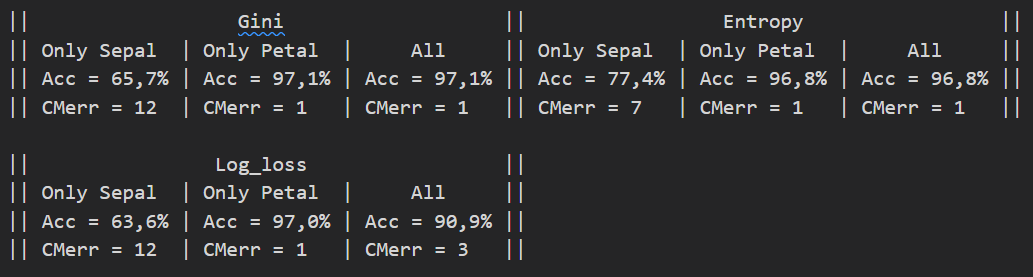 ||             Gini                     ||                 Entropy                  ||
|| Only Sepal  | Only Petal  |     All     || Only Sepal  | Only Petal  |     All     ||
|| Acc = 65,7% | Acc = 97,1% | Acc = 97,1% || Acc = 77,4% | Acc = 96,8% | Acc = 96,8% ||
|| CMerr = 12  | CMerr = 1   | CMerr = 1   || CMerr = 7   | CMerr = 1   | CMerr = 1   ||
||               Log_loss                  ||
|| Only Sepal  | Only Petal  |     All     ||
|| Acc = 63,6% | Acc = 97,0% | Acc = 90,9% ||
|| CMerr = 12  | CMerr = 1   | CMerr = 3   ||